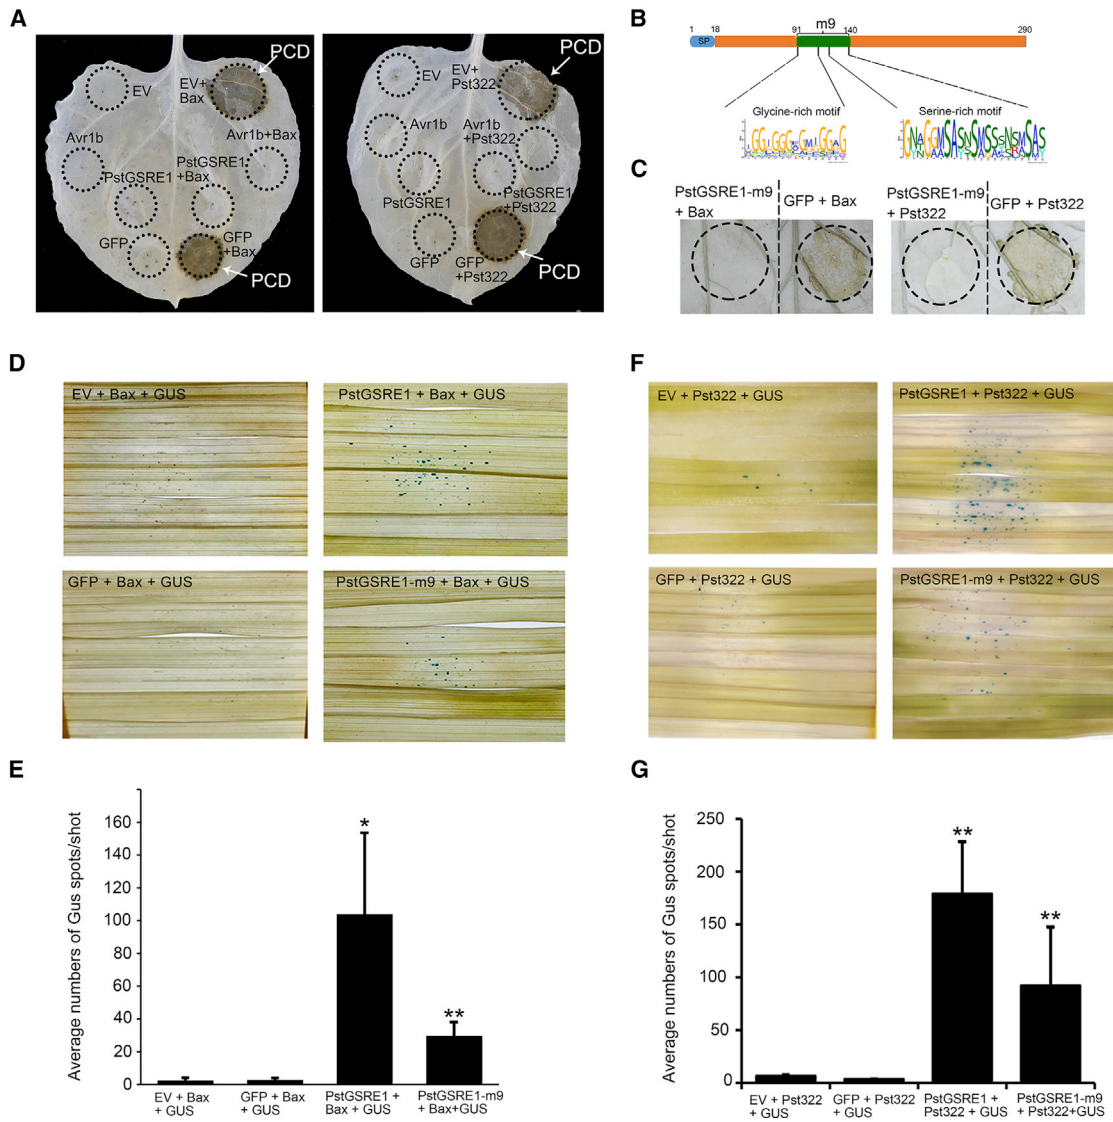 A
EV
EV+
Bax
PCD
Avr1b
Avr1b+Bax
PstGSRE1
PstGSRE1
+Bax
GFP
GFP
+Bax
PCD
EV
EV+
Pst322
PCD
Avr1b
Avr1b
+Pst322
PstGSRE1
PstGSRE1
+Pst322
GFP
GFP
+Pst322
PCD
B
m9
1
18
91
140
290
SP
Glycine-rich motif
Serine-rich motif
C
PstGSRE1-m9
+ Bax
GFP + Bax
PstGSRE1-m9
+ Pst322
GFP + Pst322
D
EV + Bax + GUS
PstGSRE1 + Bax + GUS
GFP + Bax + GUS
PstGSRE1-m9 + Bax + GUS
F
EV + Pst322 + GUS
PstGSRE1 + Pst322 + GUS
GFP + Pst322 + GUS
PstGSRE1-m9 + Pst322 + GUS
E
Average numbers of Gus spots/shot
160
140
120
100
80
60
40
20
0
*
**
EV + Bax
+ GUS
GFP + Bax
+ GUS
PstGSRE1 +
Bax + GUS
PstGSRE1-m9
+ Bax+GUS
G
Average numbers of Gus spots/shot
250
200
150
100
50
0
**
**
EV + Pst322
+ GUS
GFP + Pst322
+ GUS
PstGSRE1 +
Pst322 + GUS
PstGSRE1-m9
+ Pst322+GUS